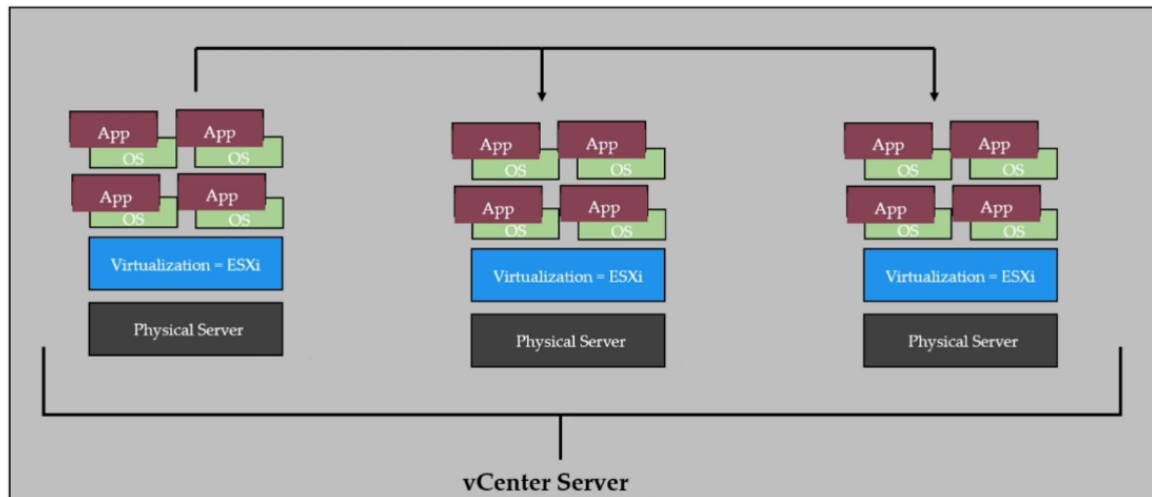 App App
OS OS
App App
OS OS
Virtualization = ESXi
Physical Server
App App
OS OS
App App
OS OS
Virtualization = ESXi
Physical Server
App App
OS OS
App App
OS OS
Virtualization = ESXi
Physical Server
vCenter Server